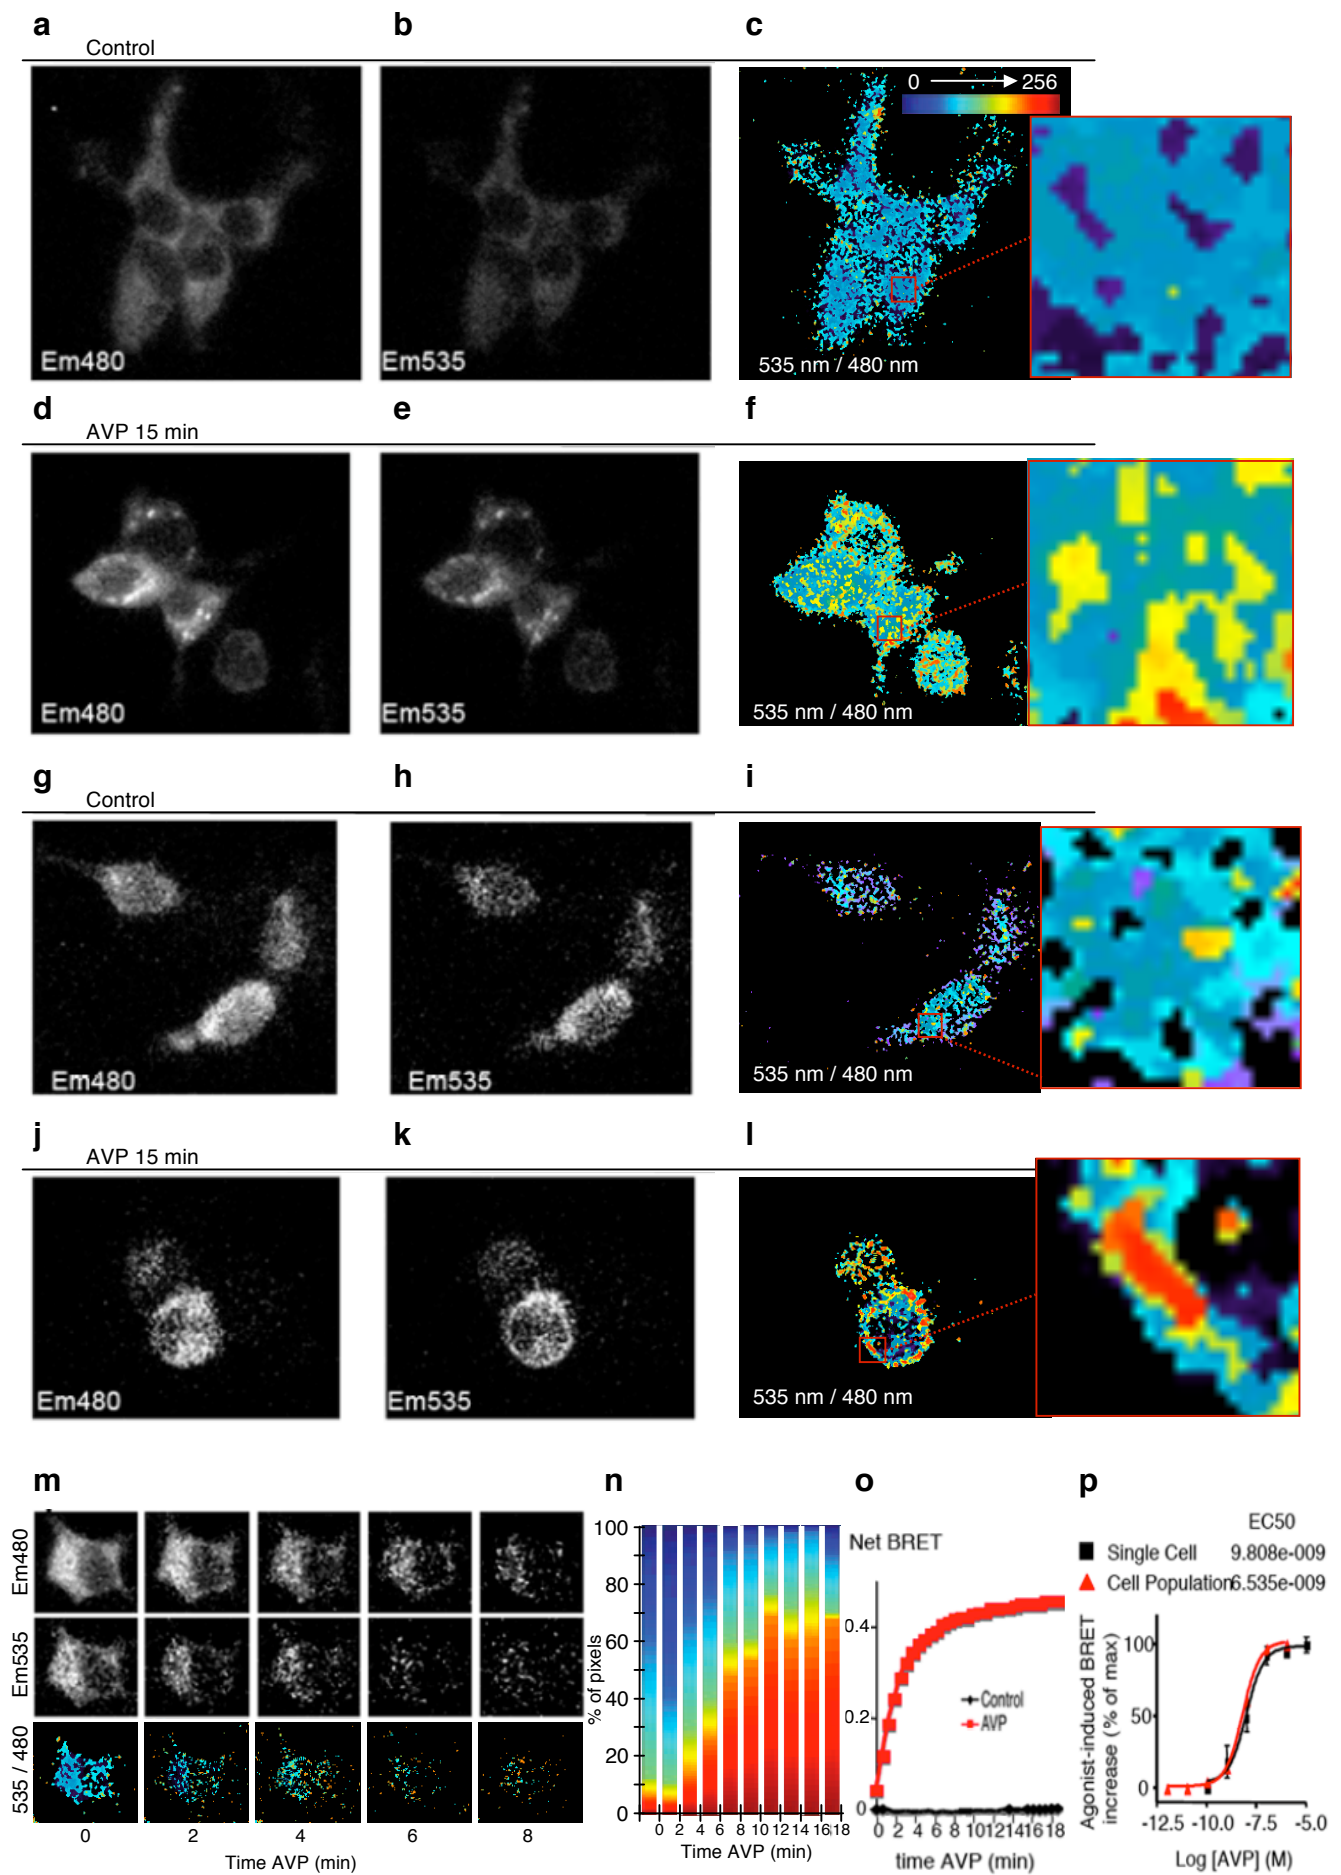 a b c
Control
0 256
Em480 Em535 535 nm / 480 nm
d e f
AVP 15 min
Em480 Em535 535 nm / 480 nm
g h i
Control
Em480 Em535 535 nm / 480 nm
j k l
AVP 15 min
Em480 Em535 535 nm / 480 nm
m n o p
Em480
Em535
535 / 480
0 2 4 6 8
Time AVP (min)
% of pixels
100
80
60
40
20
0
0 2 4 6 8 10 12 14 16 18
Time AVP (min)
Net BRET
0.4
0.2
0
Control
AVP
0 2 4 6 8 10 12 14 16 18
time AVP (min)
EC50
Single Cell 9.808e-009
Cell Population 6.535e-009
Agonist-induced BRET
increase (% of max)
100
50
0
-12.5 -10.0 -7.5 -5.0
Log [AVP] (M)